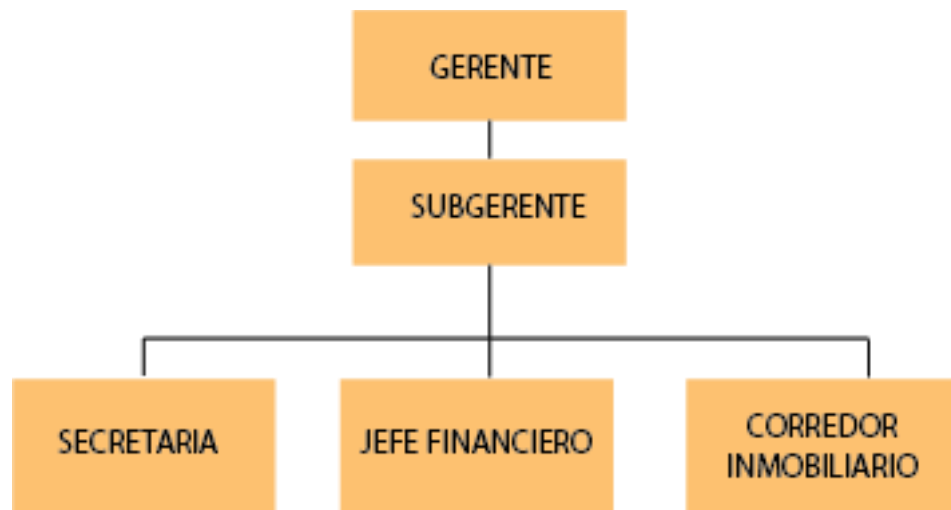 GERENTE
SUBGERENTE
SECRETARIA
JEFE FINANCIERO
CORREDOR
INMOBILIARIO